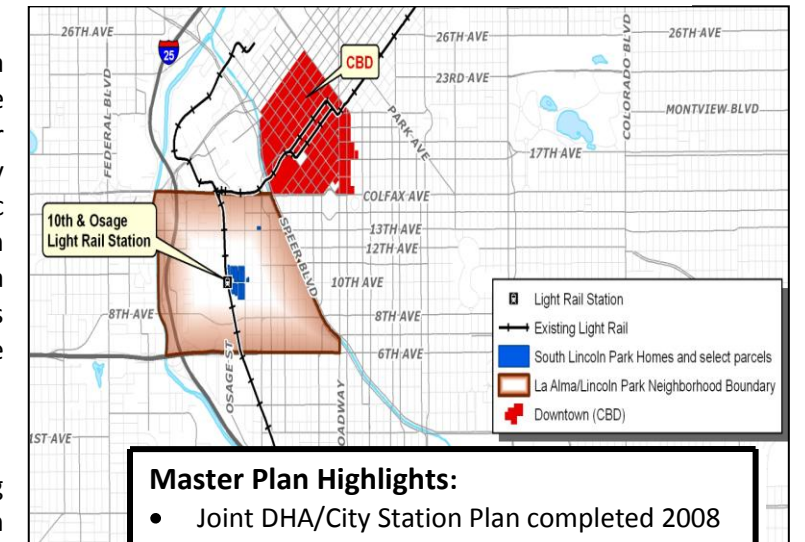 26TH AVE
25
CBD
26TH AVE
26TH AVE
23RD AVE
FEDERAL BLVD
PARK AVE
COLORADO BLVD
MONTVIEW BLVD
17TH AVE
COLFAX AVE
10th & Osage
Light Rail Station
SPEER BLVD
13TH AVE
12TH AVE
10TH AVE
8TH AVE
8TH AVE
6TH AVE
OSAGE ST
OADWAY
1ST AVE
Light Rail Station
Existing Light Rail
South Lincoln Park Homes and select parcels
La Alma/Lincoln Park Neighborhood Boundary
Downtown (CBD)
Master Plan Highlights:
• Joint DHA/City Station Plan completed 2008